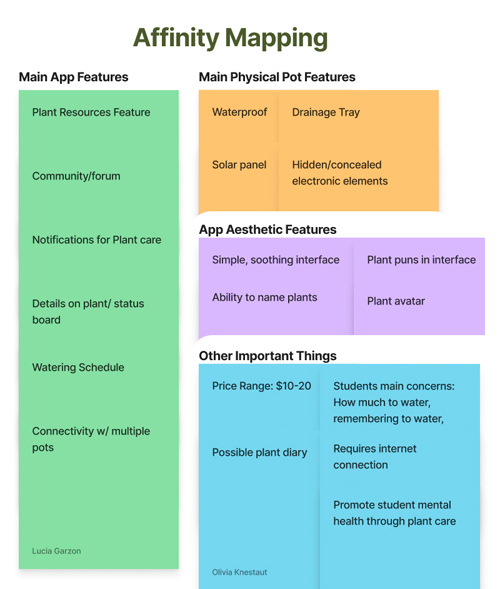 Affinity Mapping
Main App Features
Plant Resources Feature
Community/forum
Notifications for Plant care
Details on plant/ status
board
Watering Schedule
Connectivity w/ multiple
pots
Lucia Garzon
Main Physical Pot Features
Waterproof
Drainage Tray
Solar panel
Hidden/concealed
electronic elements
App Aesthetic Features
Simple, soothing interface
Plant puns in interface
Ability to name plants
Plant avatar
Other Important Things
Price Range: $10-20
Students main concerns:
How much to water,
remembering to water,
Possible plant diary
Requires internet
connection
Promote student mental
health through plant care
Olivia Knestaut